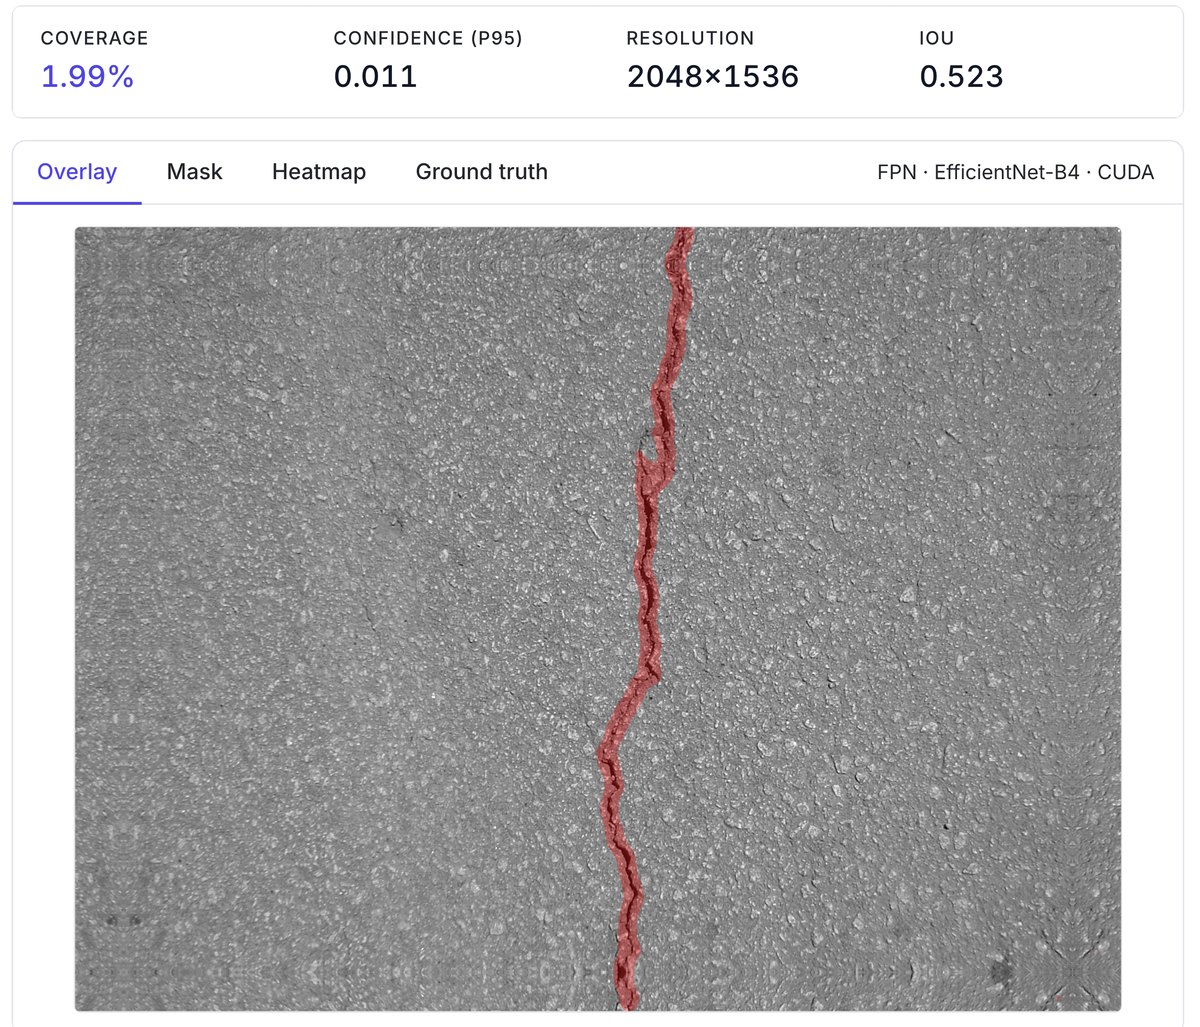 COVERAGE CONFIDENCE (P95) RESOLUTION IOU
1.99% 0.011 2048×1536 0.523
Overlay Mask Heatmap Ground truth FPN · EfficientNet-B4 · CUDA